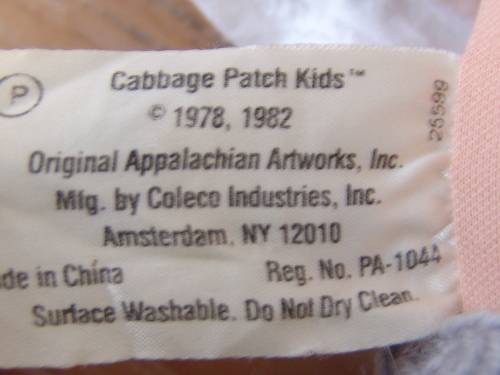 Cabbage Patch Kids™
P
© 1978, 1982
25599
Original Appalachian Artworks, Inc.
Mfg. by Coleco Industries, Inc.
Amsterdam, NY 12010
de in China Reg. No. PA-1044
Surface Washable. Do Not Dry Clean.